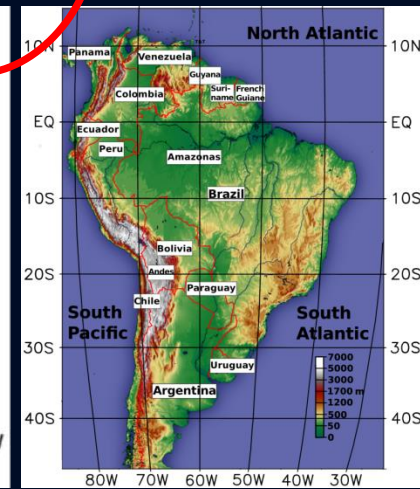 North Atlantic
10N
10N
Panama
Venezuela
Guyana
Colombia
Suri-
name
French
Guiane
EQ
EQ
Ecuador
Peru
Amazonas
Brazil
10S
10S
Bolivia
Andes
20S
20S
Chile
Paraguay
South
Pacific
South
Atlantic
30S
30S
Uruguay
Argentina
7000
5000
3000
1700 m
1200
500
50
0
40S
40S
80W 70W 60W 50W 40W 30W